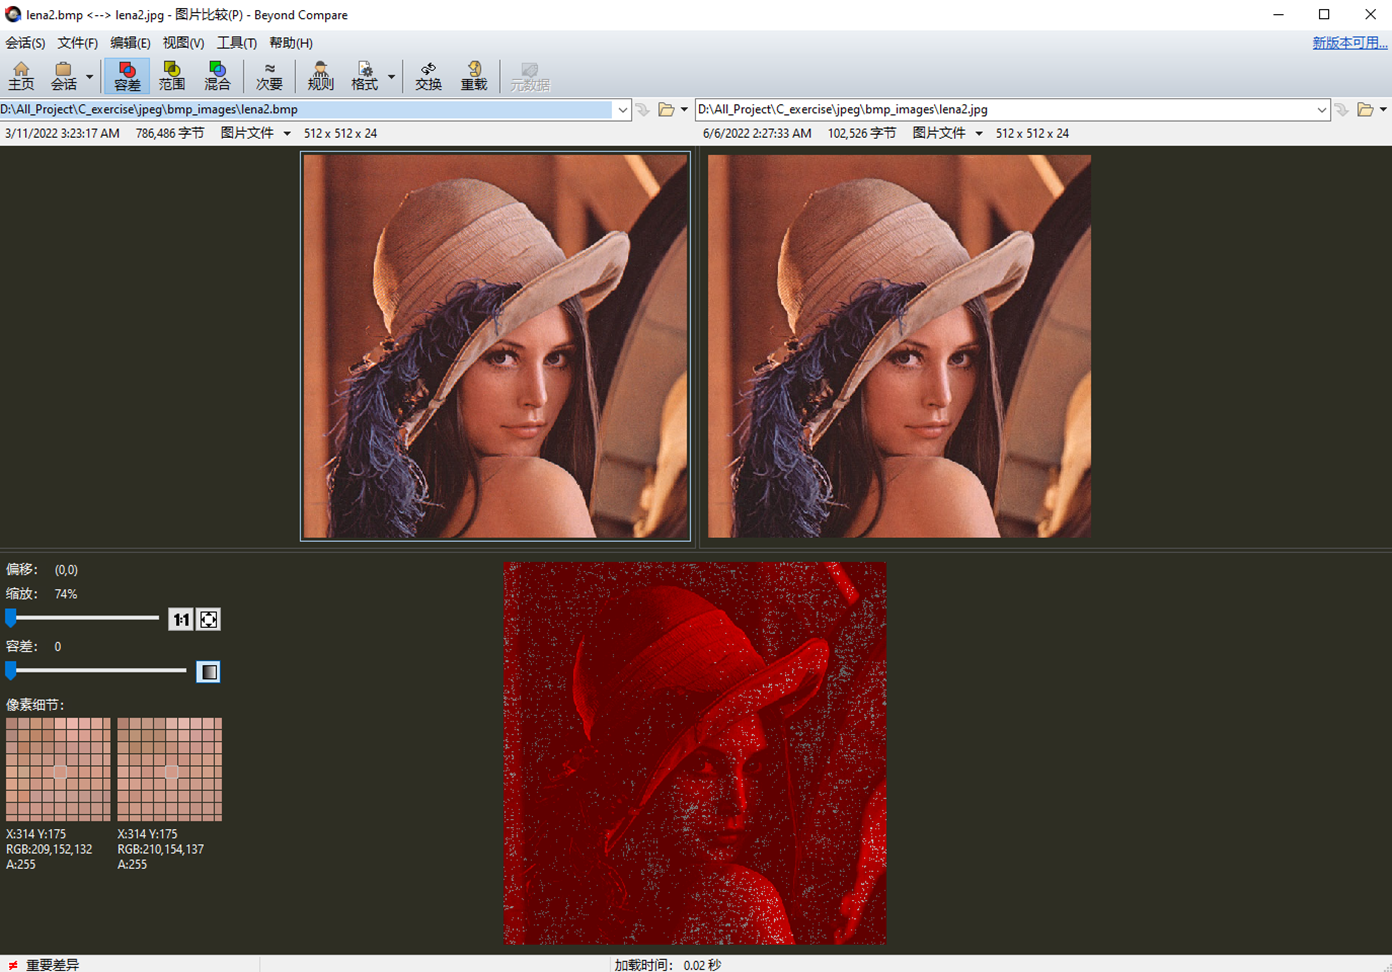 lena2.bmp <--> lena2.jpg - 图片比较(P) - Beyond Compare
会话(S) 文件(F) 编辑(E) 视图(V) 工具(T) 帮助(H) 新版本可用...
主页 会话 容差 范围 混合 次要 规则 格式 交换 重载 元数据
D:\All_Project\C_exercise\jpeg\bmp_images\lena2.bmp D:\All_Project\C_exercise\jpeg\bmp_images\lena2.jpg
3/11/2022 3:23:17 AM 786,486 字节 图片文件 512 x 512 x 24 6/6/2022 2:27:33 AM 102,526 字节 图片文件 512 x 512 x 24
偏移: (0,0)
缩放: 74%
1:1
容差: 0
像素细节:
X:314 Y:175 X:314 Y:175
RGB:209,152,132 RGB:210,154,137
A:255 A:255
≠ 重要差异 加载时间: 0.02 秒